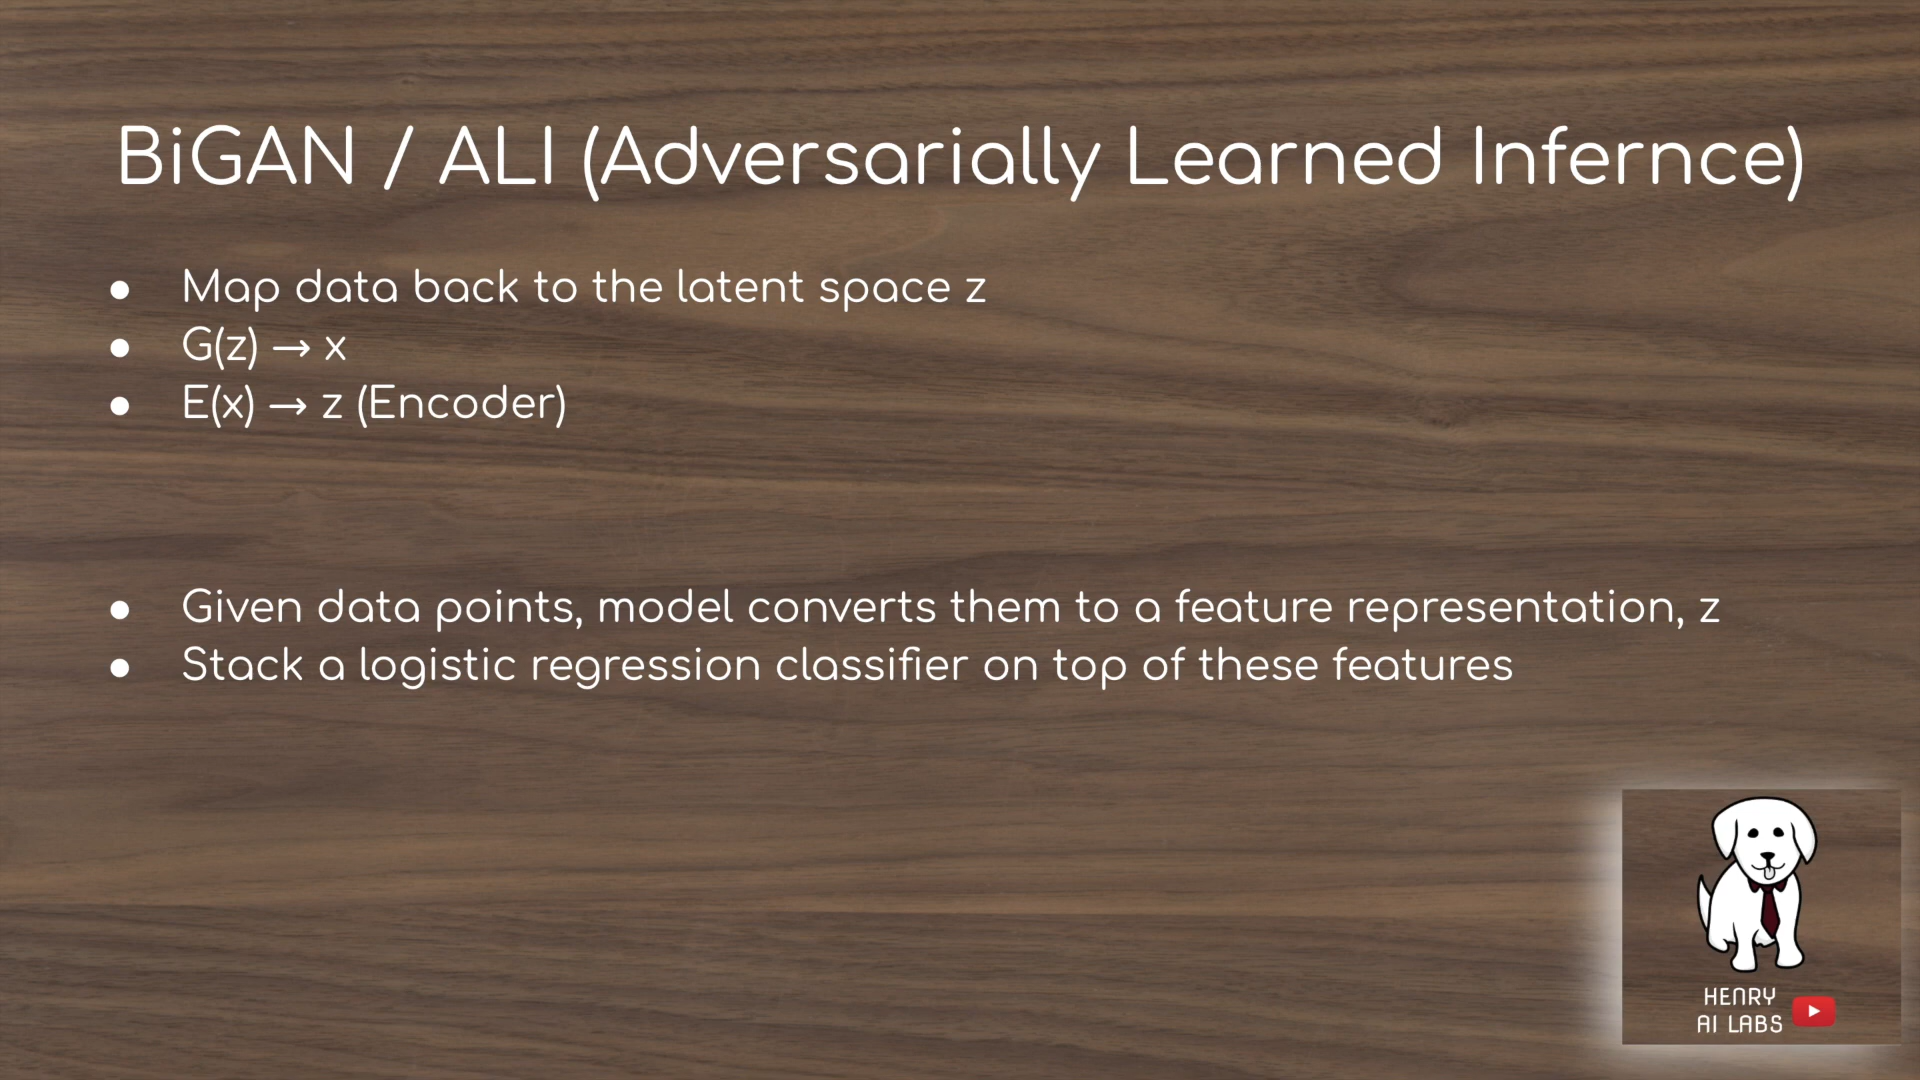 BiGAN / ALI (Adversarially Learned Infernce)
● Map data back to the latent space z
● G(z) → x
● E(x) → z (Encoder)
● Given data points, model converts them to a feature representation, z
● Stack a logistic regression classifier on top of these features
HENRY
AI LABS